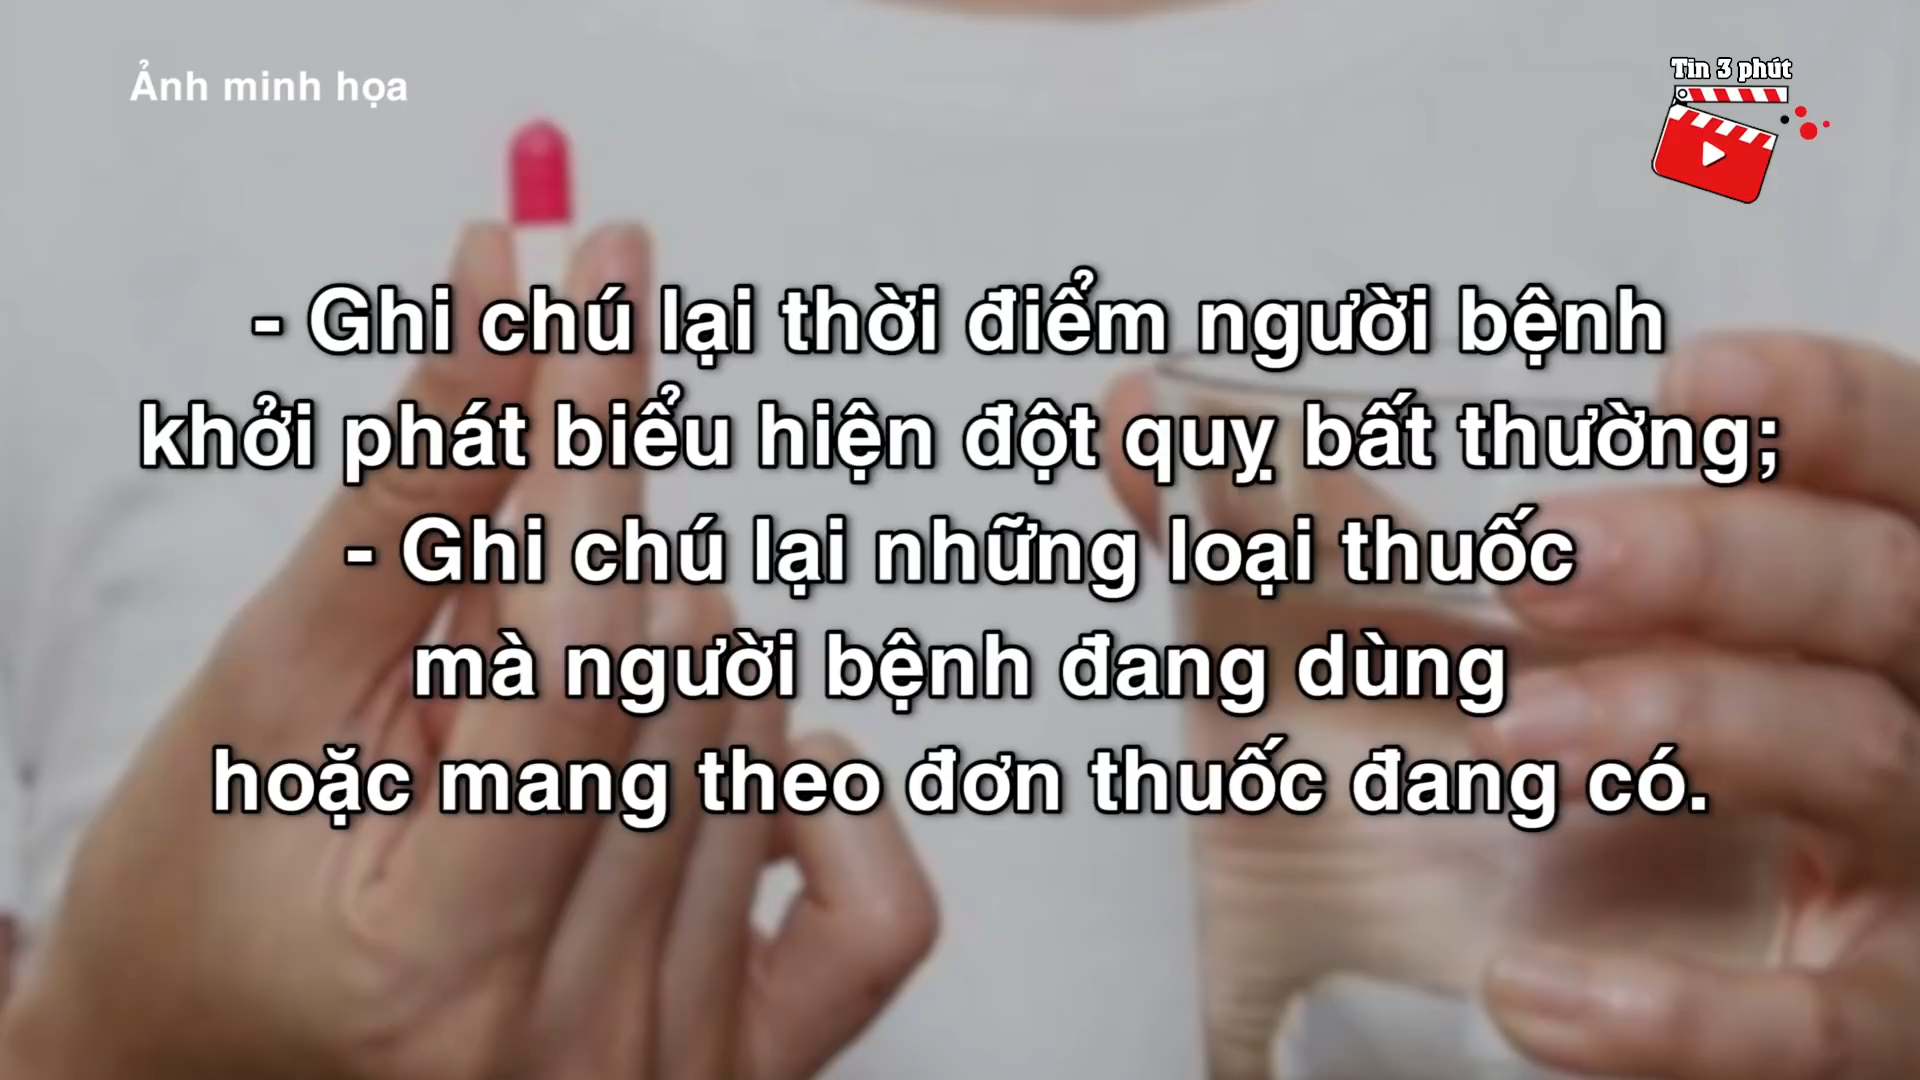 Ảnh minh họa
Tin 3 phút
- Ghi chú lại thời điểm người bệnh
khởi phát biểu hiện đột quỵ bất thường;
- Ghi chú lại những loại thuốc
mà người bệnh đang dùng
hoặc mang theo đơn thuốc đang có.